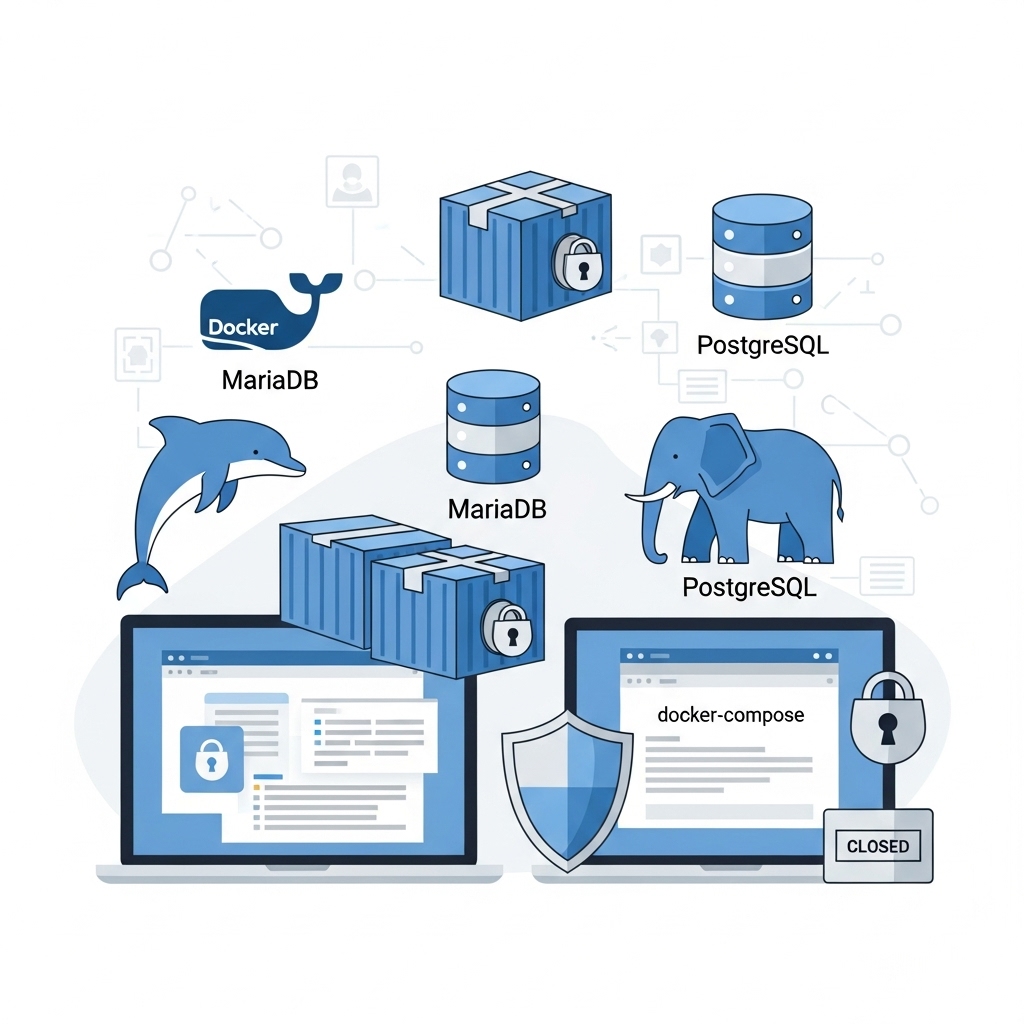 Docker
MariaDB
PostgreSQL
MariaDB
PostgreSQL
docker-compose
CLOSED